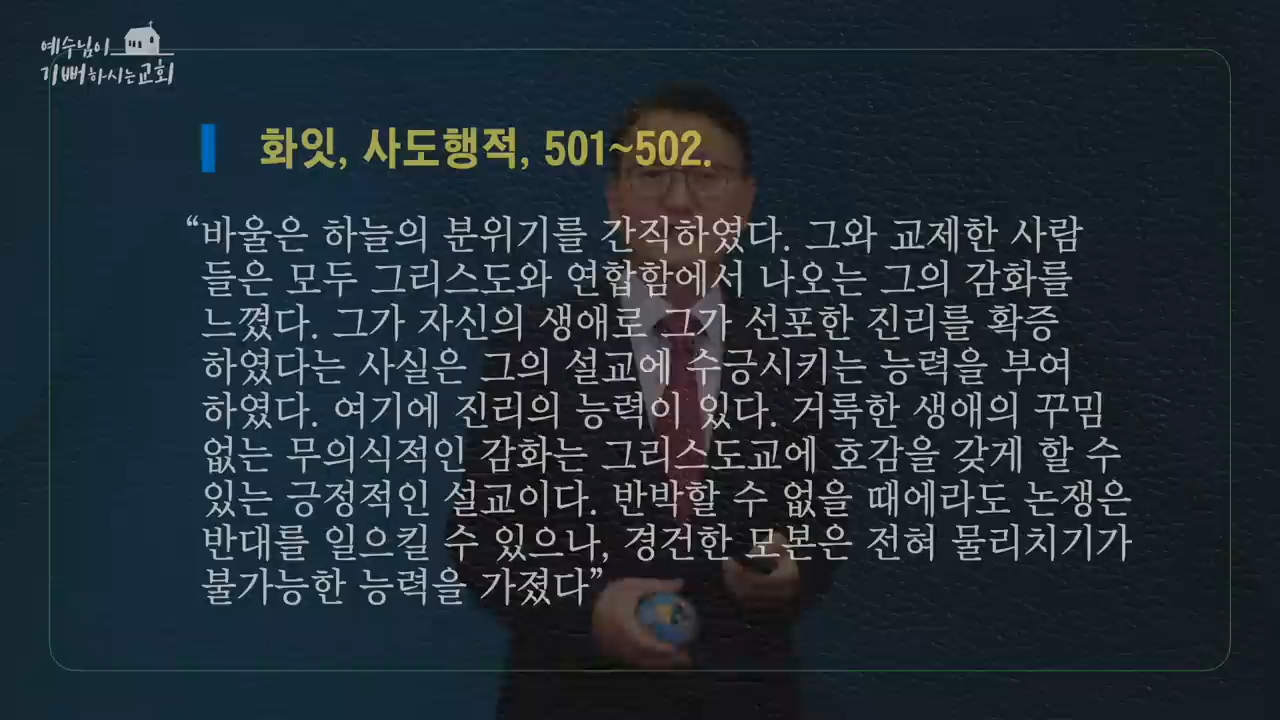 예수님이
기뻐하시는교회
화잇, 사도행적, 501~502.
“바울은 하늘의 분위기를 간직하였다. 그와 교제한 사람
들은 모두 그리스도와 연합함에서 나오는 그의 감화를
느꼈다. 그가 자신의 생애로 그가 선포한 진리를 확증
하였다는 사실은 그의 설교에 수긍시키는 능력을 부여
하였다. 여기에 진리의 능력이 있다. 거룩한 생애의 꾸밈
없는 무의식적인 감화는 그리스도교에 호감을 갖게 할 수
있는 긍정적인 설교이다. 반박할 수 없을 때에라도 논쟁은
반대를 일으킬 수 있으나, 경건한 모본은 전혀 물리치기가
불가능한 능력을 가졌다”